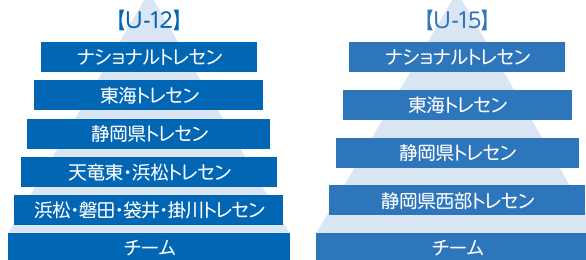 【U-12】
ナショナルトレセン
東海トレセン
静岡県トレセン
天竜東・浜松トレセン
浜松・磐田・袋井・掛川トレセン
チーム
【U-15】
ナショナルトレセン
東海トレセン
静岡県トレセン
静岡県西部トレセン
チーム